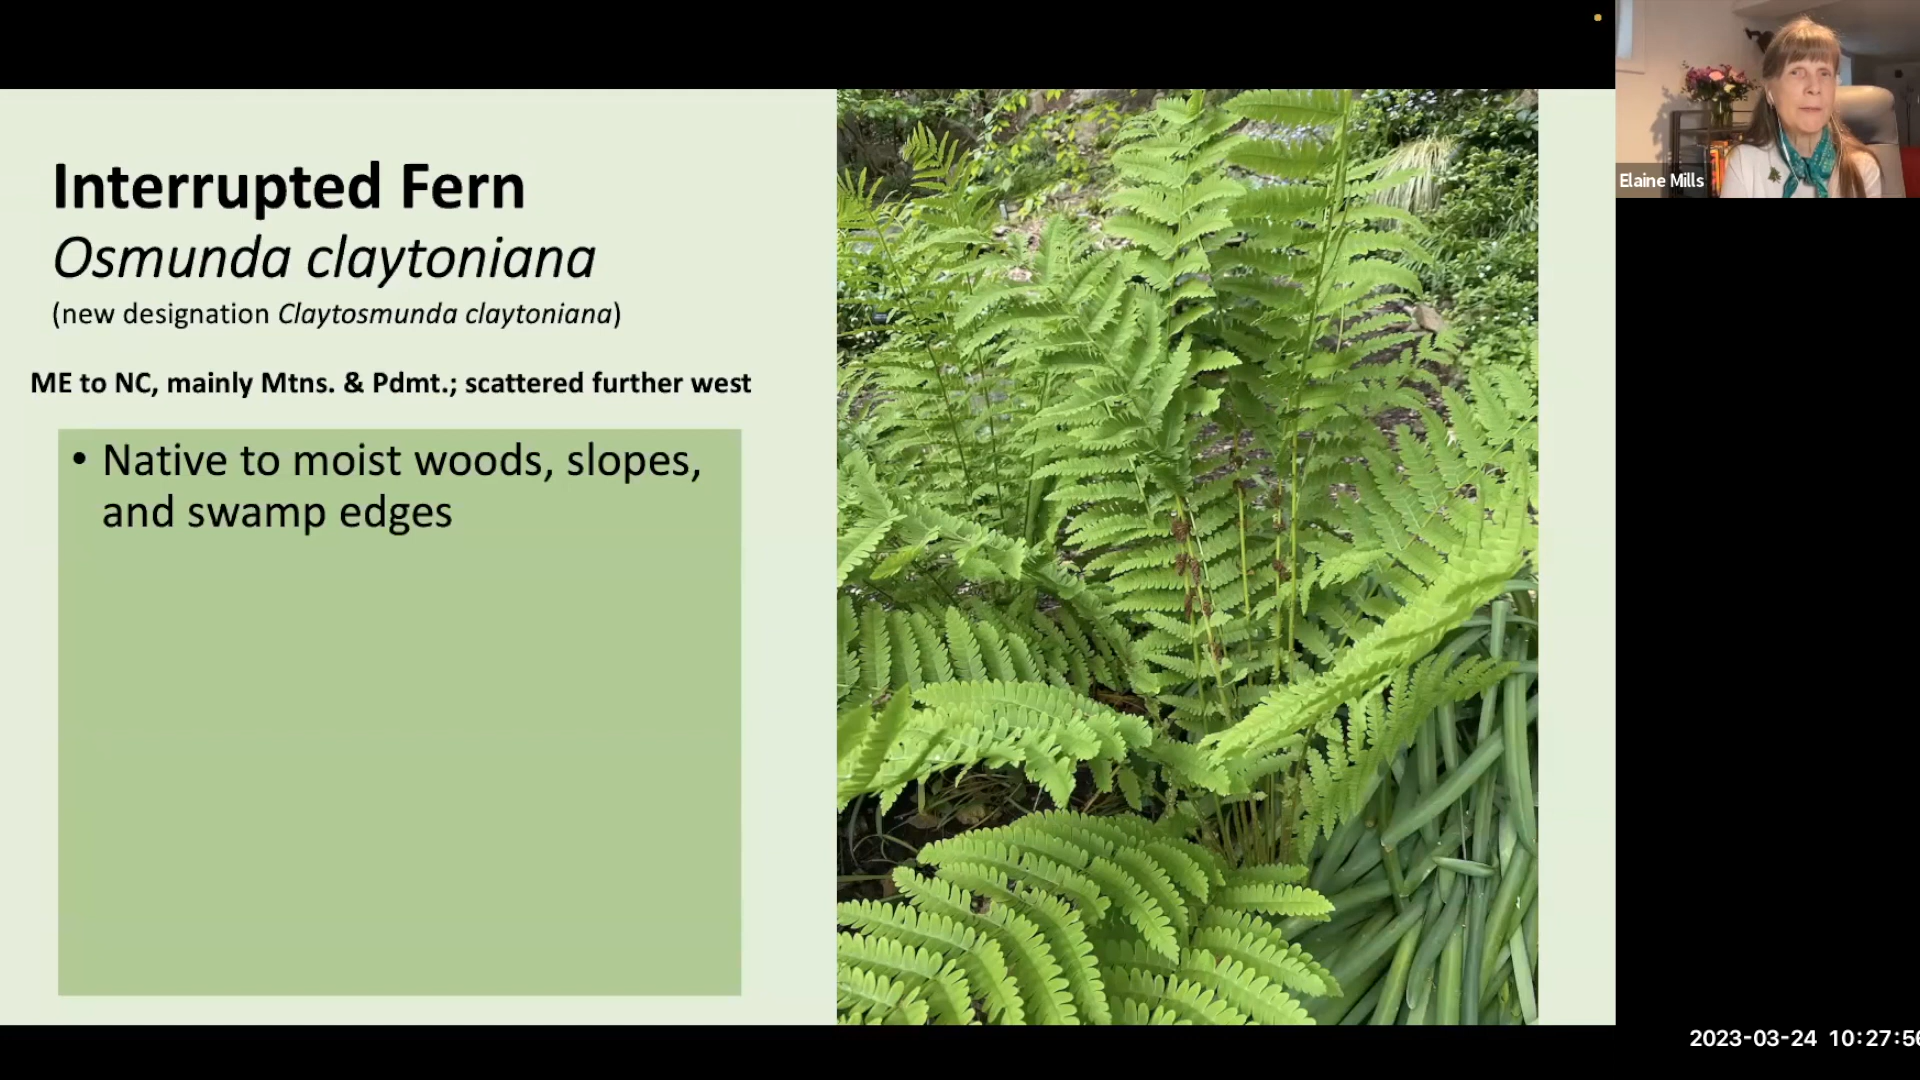 Interrupted Fern
Osmunda claytoniana
(new designation Claytosmunda claytoniana)
ME to NC, mainly Mtns. & Pdmt.; scattered further west
• Native to moist woods, slopes,
and swamp edges
Elaine Mills
2023-03-24 10:27:56